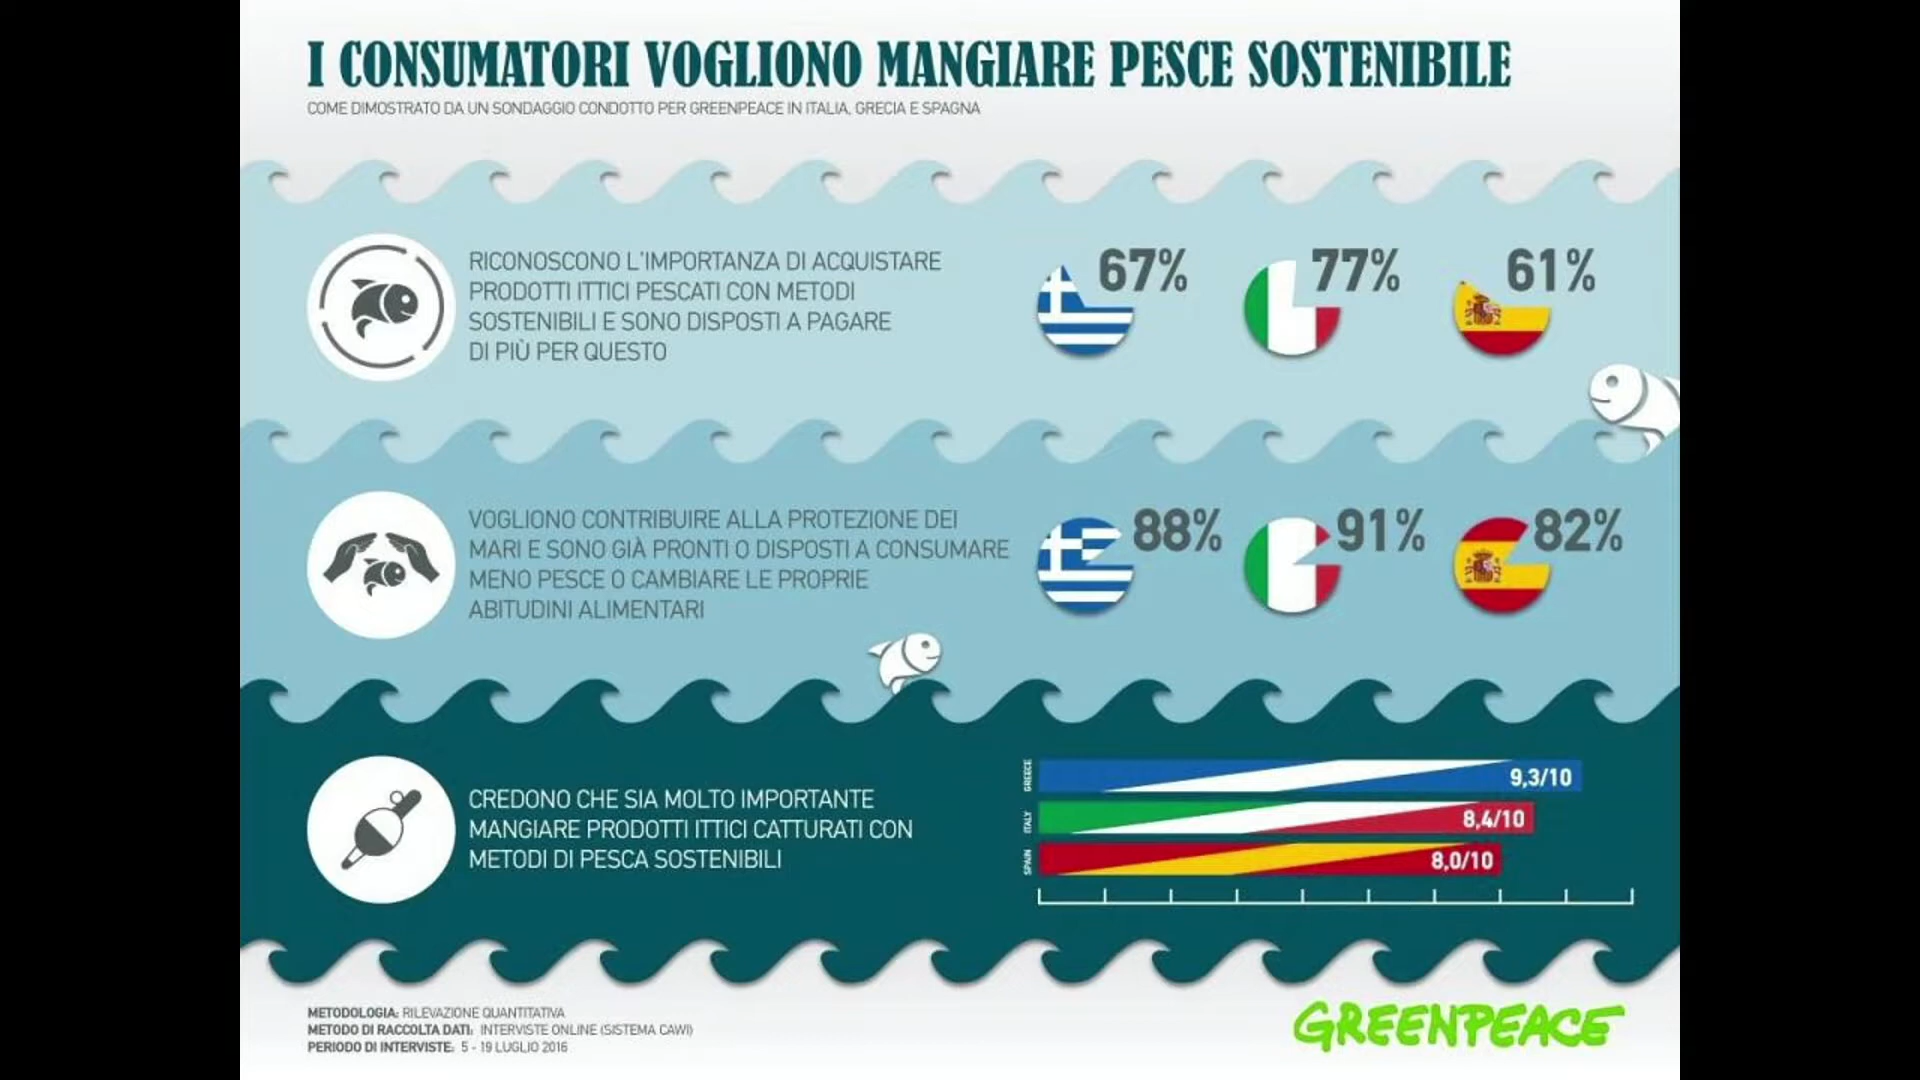 I CONSUMATORI VOGLIONO MANGIARE PESCE SOSTENIBILE
COME DIMOSTRATO DA UN SONDAGGIO CONDOTTO PER GREENPEACE IN ITALIA, GRECIA E SPAGNA
RICONOSCONO L'IMPORTANZA DI ACQUISTARE
PRODOTTI ITTICI PESCATI CON METODI
SOSTENIBILI E SONO DISPOSTI A PAGARE
DI PIÙ PER QUESTO
67% 77% 61%
VOGLIONO CONTRIBUIRE ALLA PROTEZIONE DEI
MARI E SONO GIÀ PRONTI O DISPOSTI A CONSUMARE
MENO PESCE O CAMBIARE LE PROPRIE
ABITUDINI ALIMENTARI
88% 91% 82%
CREDONO CHE SIA MOLTO IMPORTANTE
MANGIARE PRODOTTI ITTICI CATTURATI CON
METODI DI PESCA SOSTENIBILI
GREECE 9,3/10
ITALY 8,4/10
SPAIN 8,0/10
METODOLOGIA: RILEVAZIONE QUANTITATIVA
METODO DI RACCOLTA DATI: INTERVISTE ONLINE (SISTEMA CAWI)
PERIODO DI INTERVISTE: 5 - 19 LUGLIO 2016
GREENPEACE